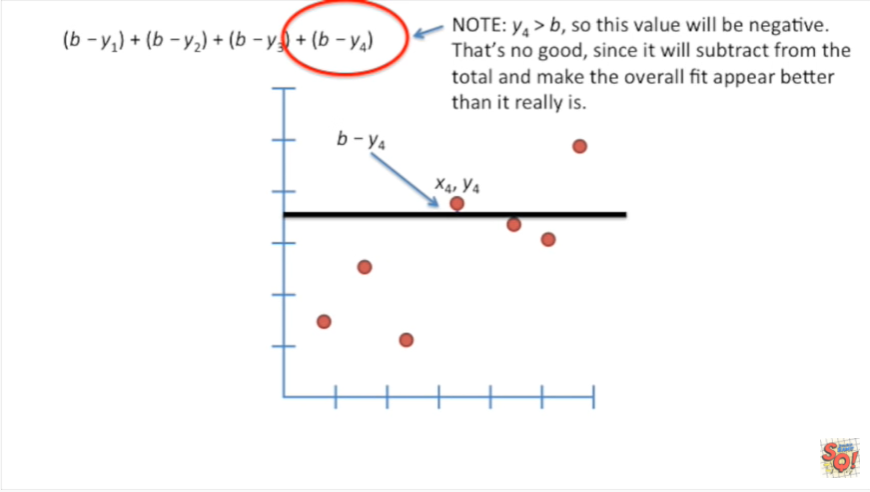 (b – y₁) + (b – y₂) + (b – y₃) + (b – y₄)
NOTE: y₄ > b, so this value will be negative.
That's no good, since it will subtract from the
total and make the overall fit appear better
than it really is.
b – y₄
x₄, y₄
SO!